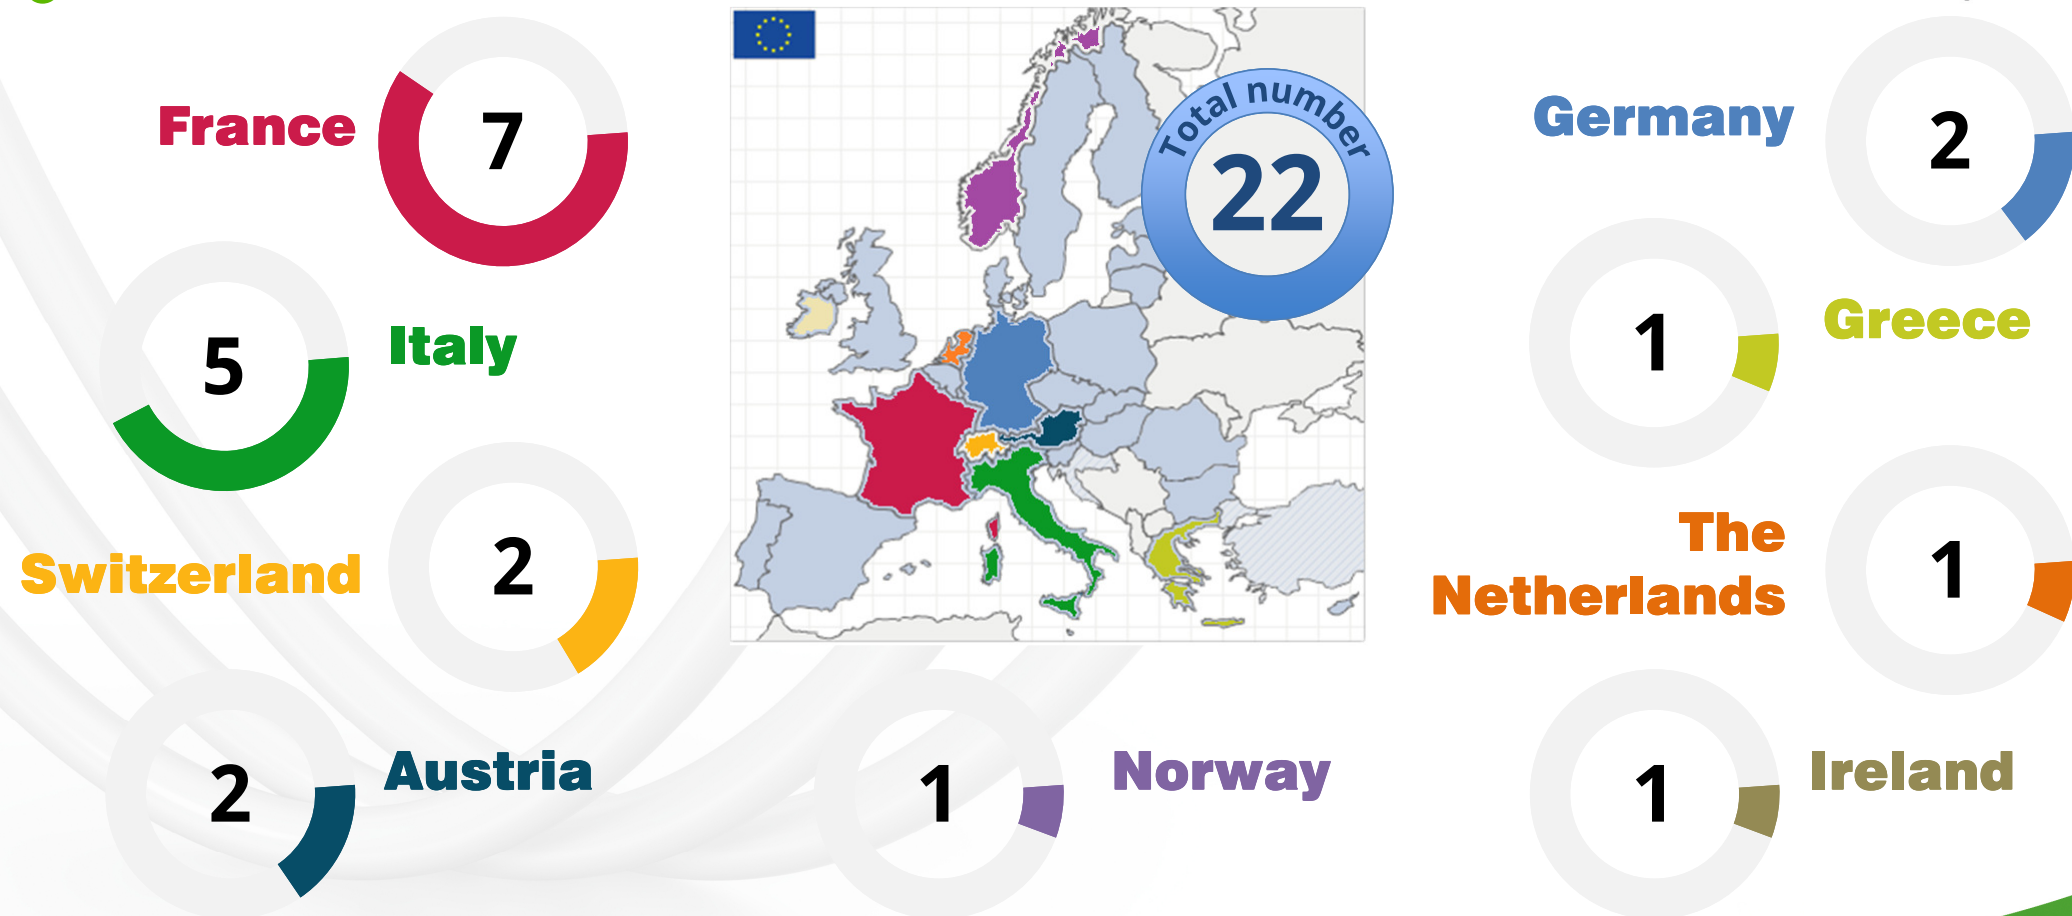 France
7
5
Italy
Switzerland
2
2
Austria
Total number
22
1
Norway
Germany
2
1
Greece
The
Netherlands
1
1
Ireland